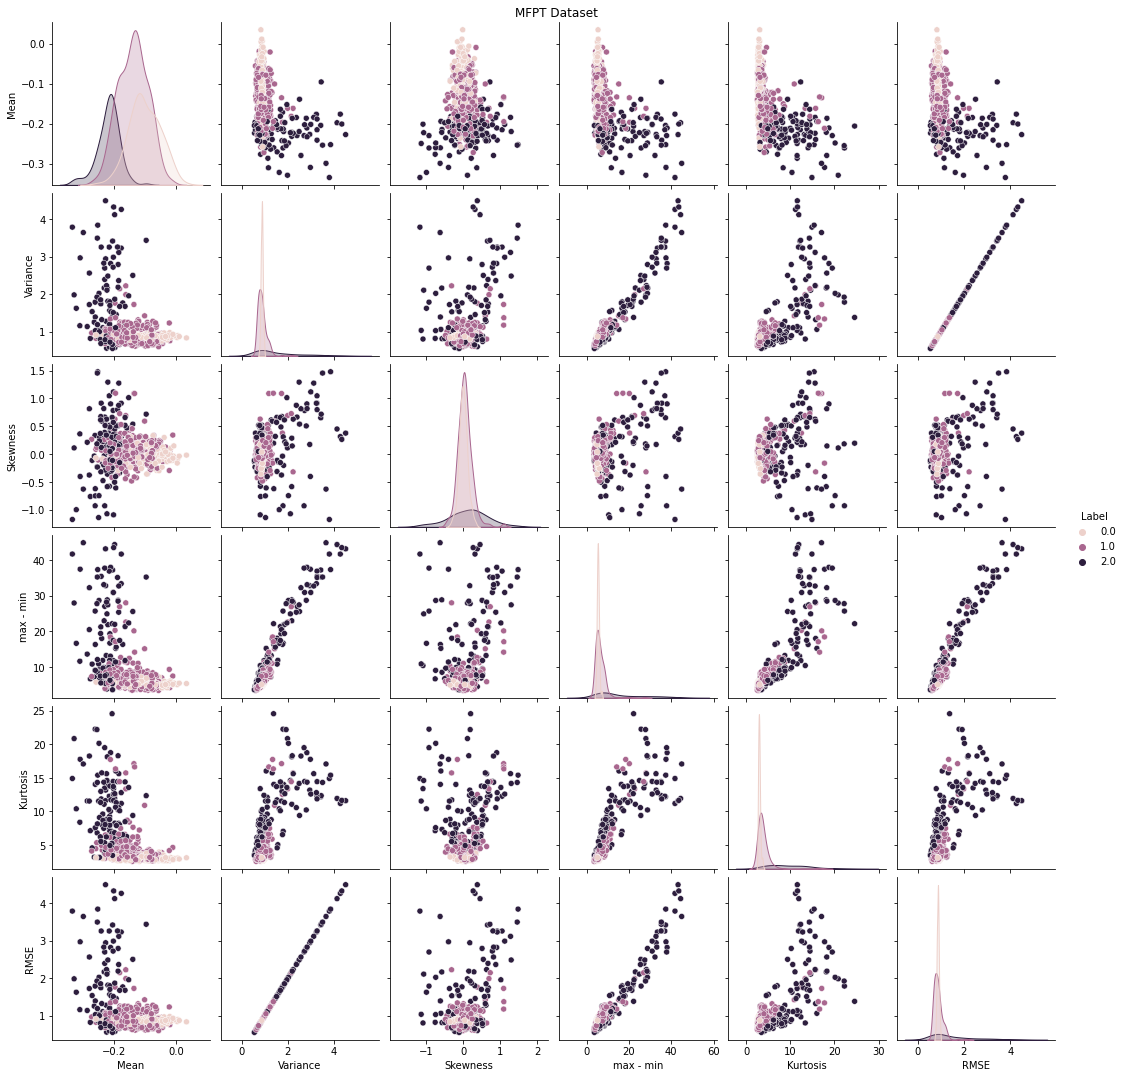 MFPT Dataset
Mean
0.0
−0.1
−0.2
−0.3
Variance
4
3
2
1
Skewness
1.5
1.0
0.5
0.0
−0.5
−1.0
Label
0.0
1.0
2.0
max - min
40
30
20
10
Kurtosis
25
20
15
10
5
RMSE
4
3
2
1
−0.2 0.0
0 2 4
−1 0 1 2
0 20 40 60
0 10 20 30
0 2 4
Mean
Variance
Skewness
max - min
Kurtosis
RMSE